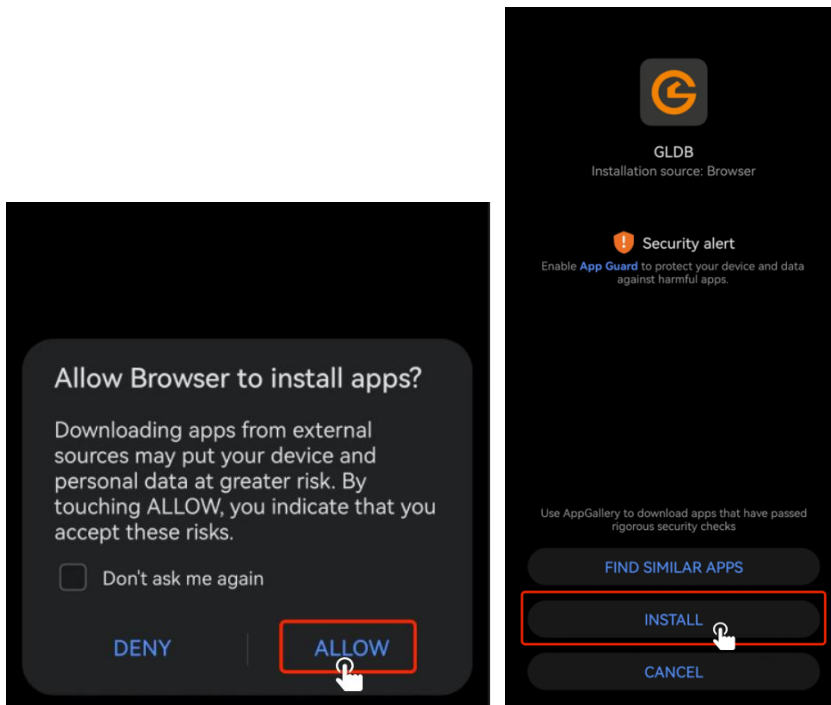 Allow Browser to install apps?
Downloading apps from external
sources may put your device and
personal data at greater risk. By
touching ALLOW, you indicate that you
accept these risks.
Don't ask me again
DENY
ALLOW
GLDB
Installation source: Browser
Security alert
Enable App Guard to protect your device and data
against harmful apps.
Use AppGallery to download apps that have passed
rigorous security checks
FIND SIMILAR APPS
INSTALL
CANCEL